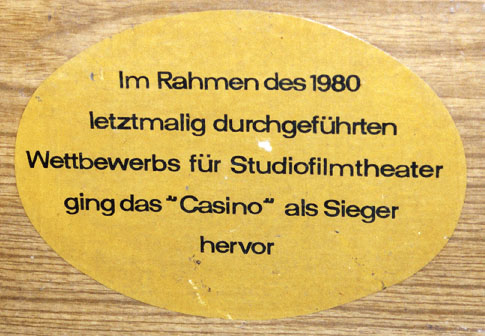 Im Rahmen des 1980
letztmalig durchgeführten
Wettbewerbs für Studiofilmtheater
ging das "Casino" als Sieger
hervor